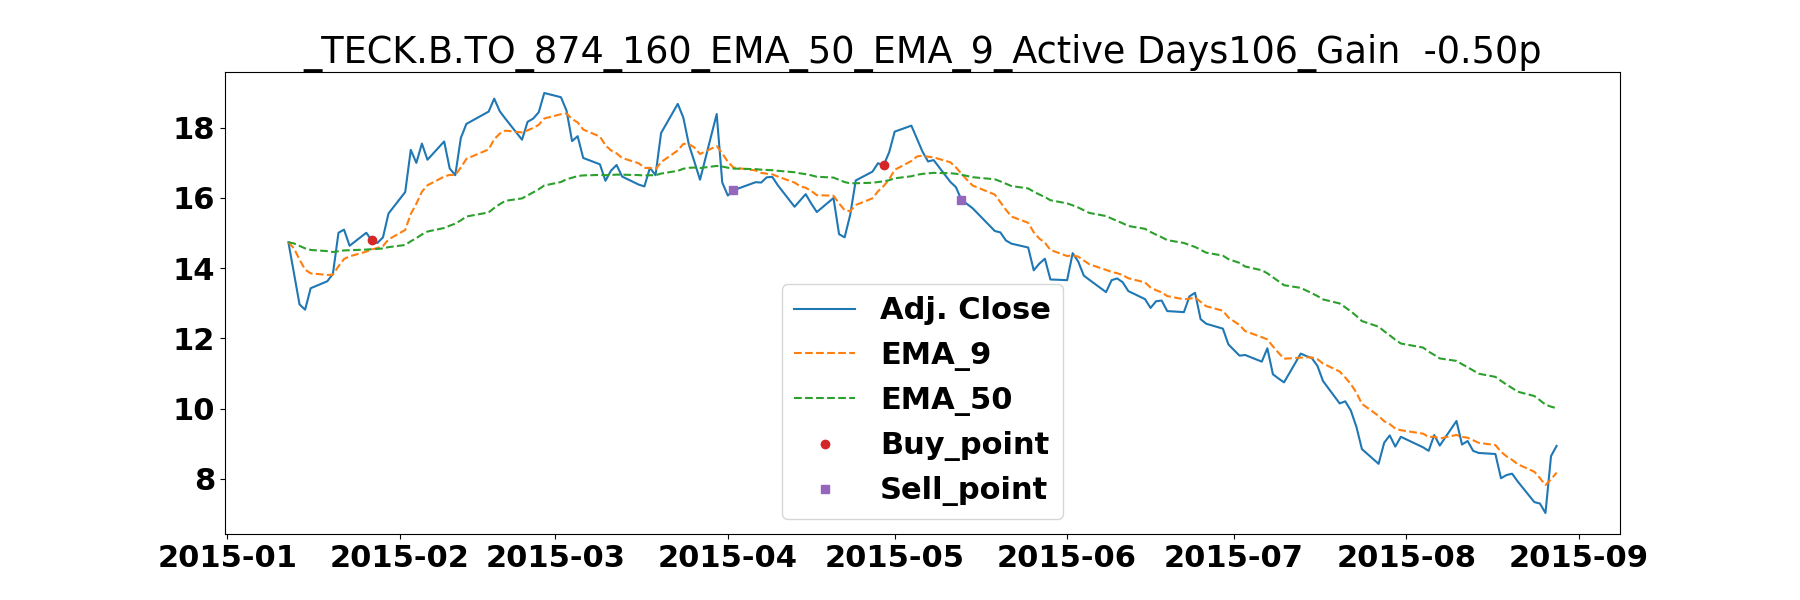 _TECK.B.TO_874_160_EMA_50_EMA_9_Active Days106_Gain  -0.50p
18
16
14
12
10
8
Adj. Close
EMA_9
EMA_50
Buy_point
Sell_point
2015-01 2015-02 2015-03 2015-04 2015-05 2015-06 2015-07 2015-08 2015-09